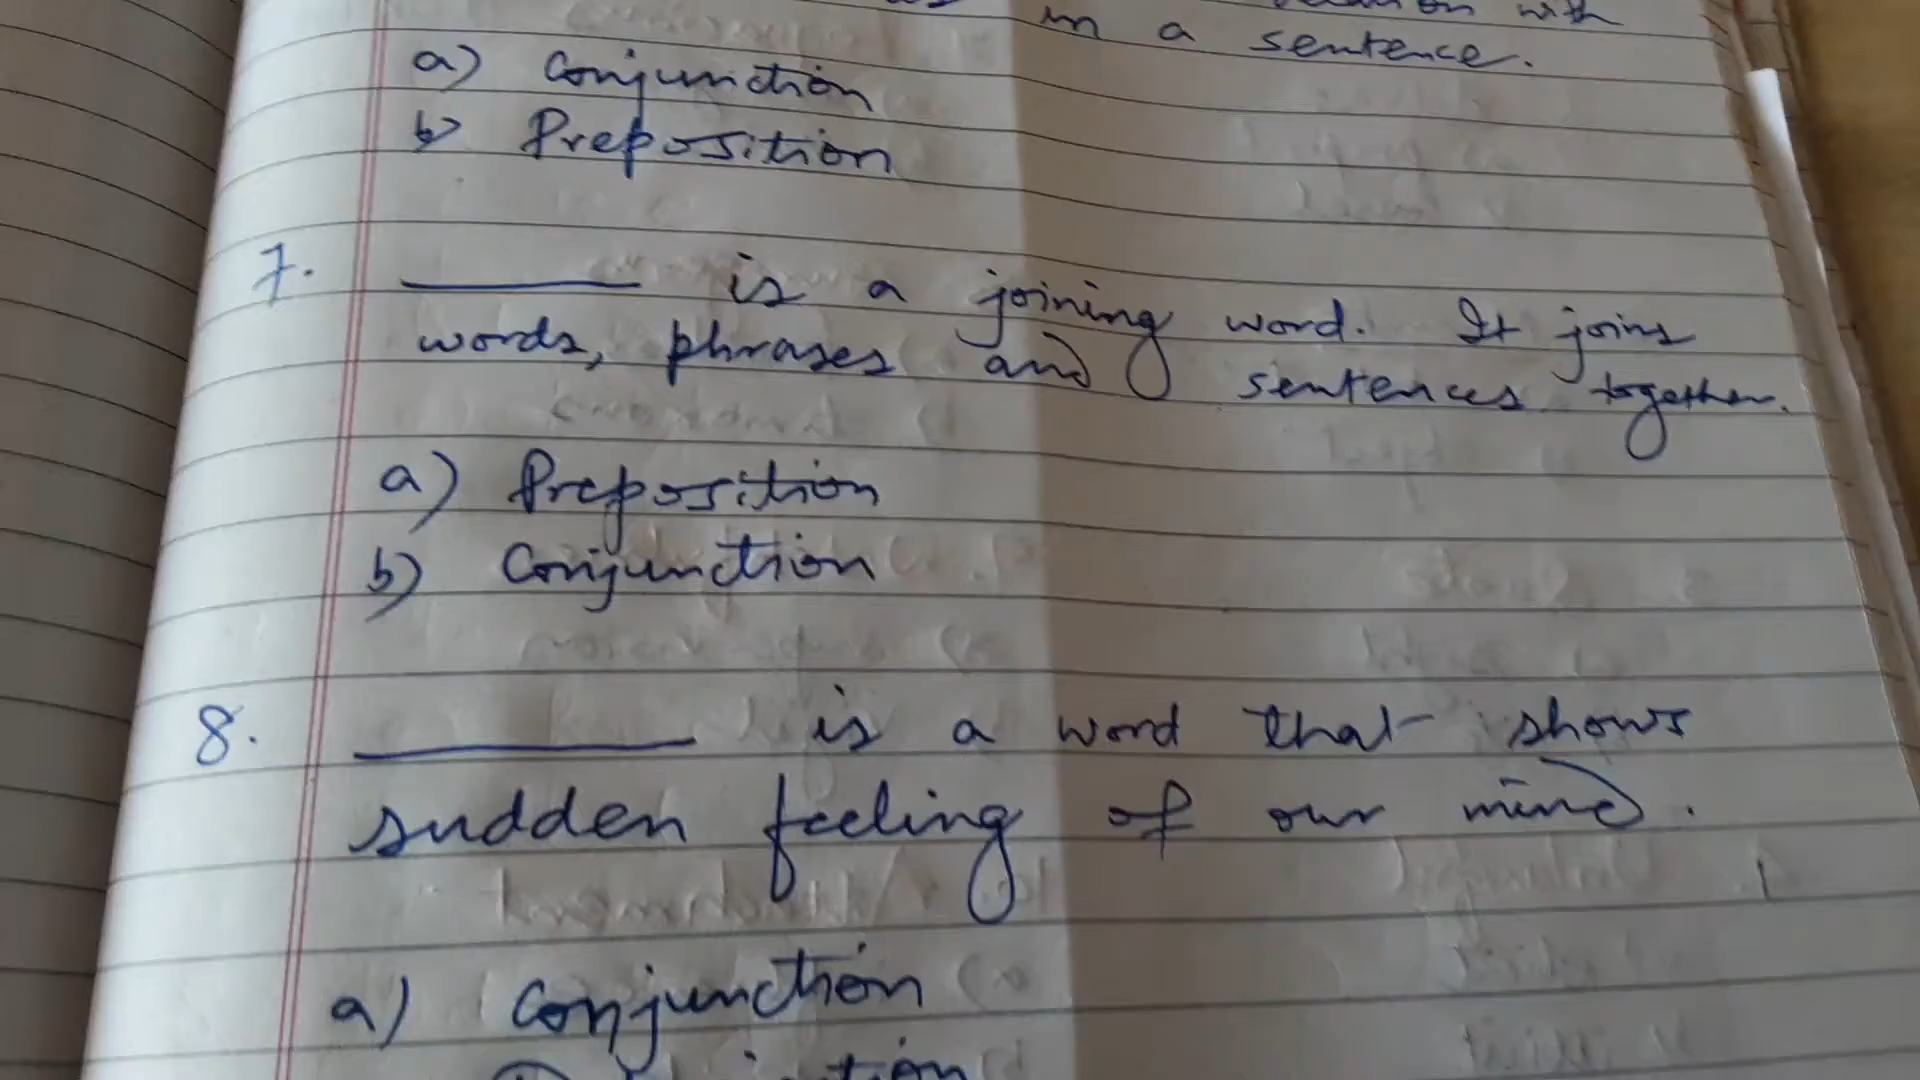 in a sentence.
a) Conjunction
b) Preposition
7. ______ is a joining word. It joins
words, phrases and sentences together.
a) Preposition
b) Conjunction
8. ______ is a word that shows
sudden feeling of our mind.
a) Conjunction